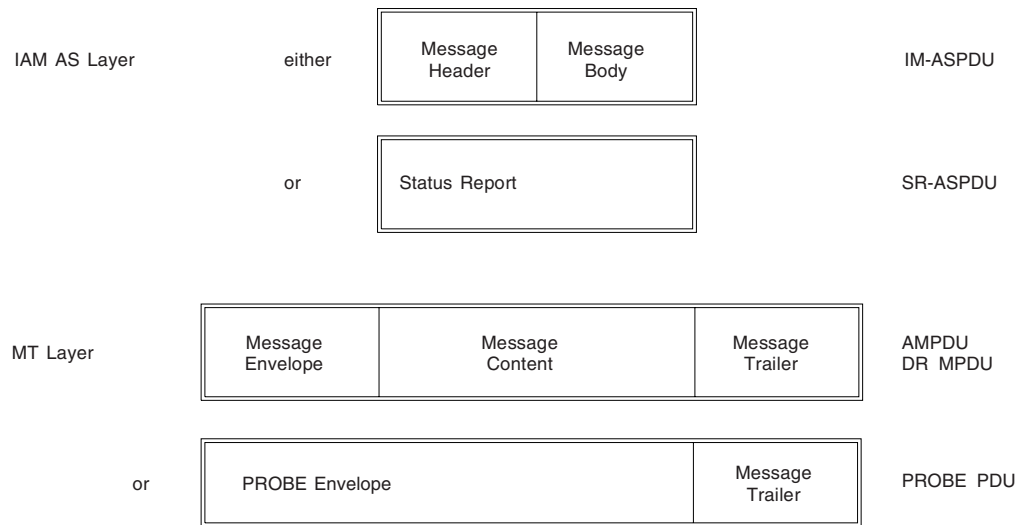 IAM AS Layer either Message Header Message Body IM-ASPDU
or Status Report SR-ASPDU
MT Layer Message Envelope Message Content Message Trailer AMPDU DR MPDU
or PROBE Envelope Message Trailer PROBE PDU